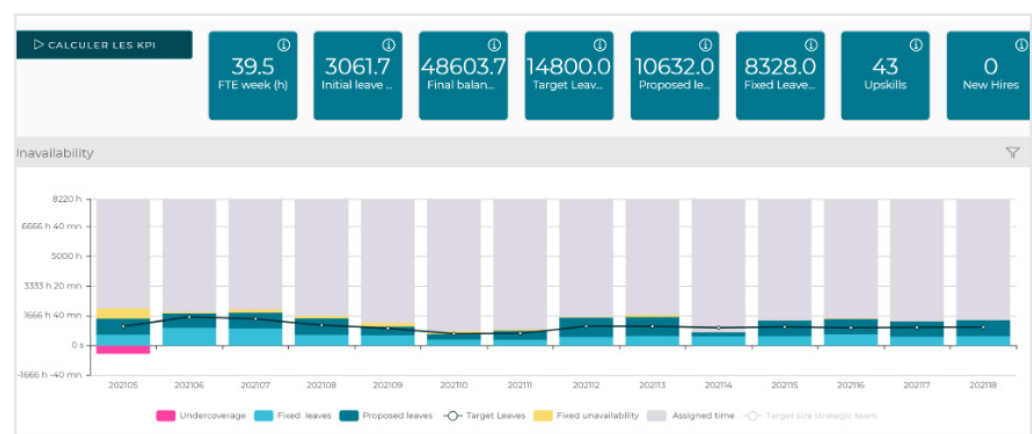 CALCULER LES KPI
39.5
FTE week (h)
3061.7
Initial leave ...
48603.7
Final balan...
14800.0
Target Leav...
10632.0
Proposed le...
8328.0
Fixed Leave...
43
Upskills
0
New Hires
Unavailability
8220 h
6666 h 40 mn
5000 h
3333 h 20 mn
1666 h 40 mn
0 s
-1666 h -40 mn
202105 202106 202107 202108 202109 202110 202111 202112 202113 202114 202115 202116 202117 202118
Undercoverage Fixed leaves Proposed leaves Target Leaves Fixed unavailability Assigned time Target size strategic team